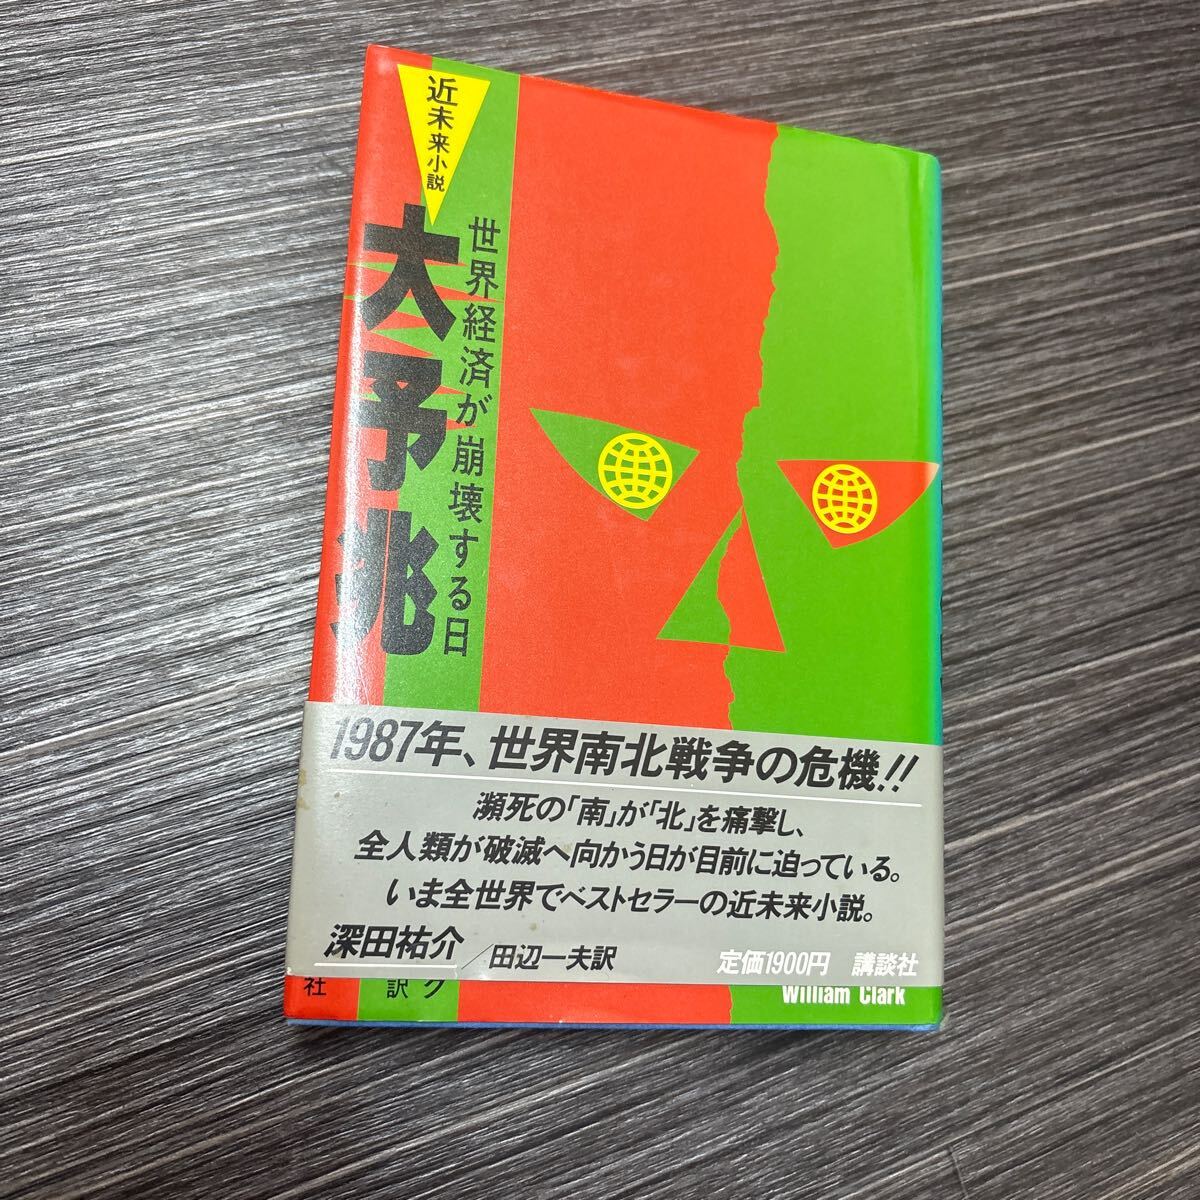 近未来小説
大予兆
世界経済が崩壊する日
1987年、世界南北戦争の危機!!
瀕死の「南」が「北」を痛撃し、
全人類が破滅へ向かう日が目前に迫っている。
いま全世界でベストセラーの近未来小説。
深田祐介／田辺一夫訳
定価1900円 講談社
William Clark
ク
訳
社